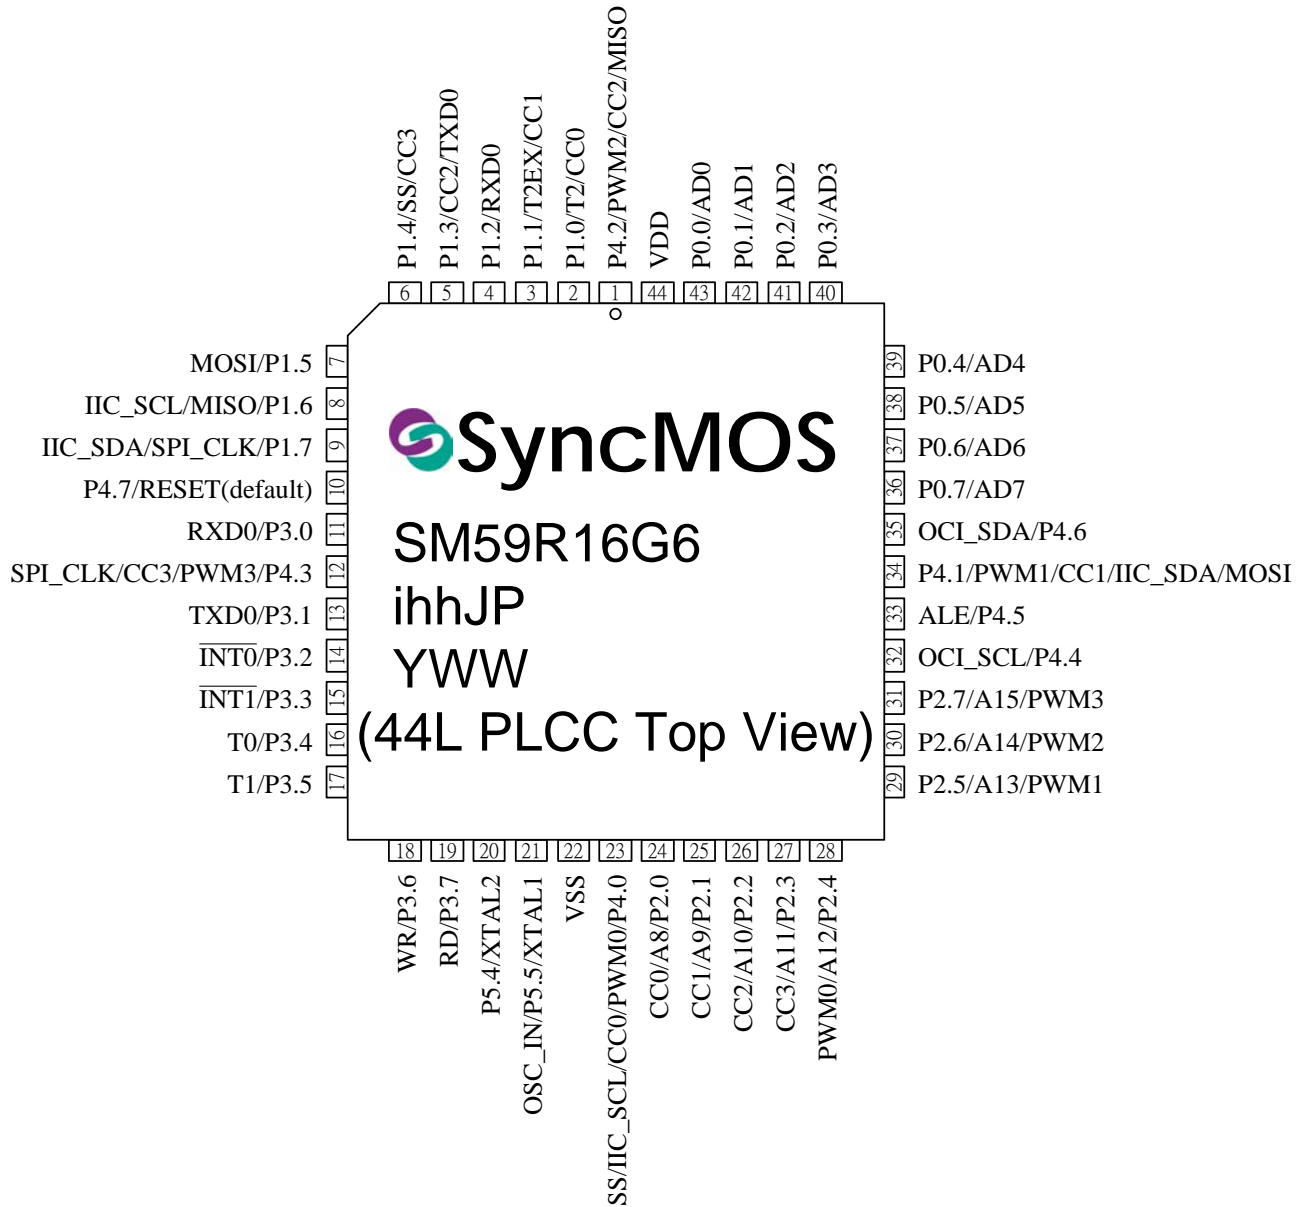 P1.4/SS/CC3
P1.3/CC2/TXD0
P1.2/RXD0
P1.1/T2EX/CC1
P1.0/T2/CC0
P4.2/PWM2/CC2/MISO
VDD
P0.0/AD0
P0.1/AD1
P0.2/AD2
P0.3/AD3
6 5 4 3 2 1 44 43 42 41 40
MOSI/P1.5 7
IIC_SCL/MISO/P1.6 8
IIC_SDA/SPI_CLK/P1.7 9
P4.7/RESET(default) 10
RXD0/P3.0 11
SPI_CLK/CC3/PWM3/P4.3 12
TXD0/P3.1 13
INT0/P3.2 14
INT1/P3.3 15
T0/P3.4 16
T1/P3.5 17
SyncMOS
SM59R16G6
ihhJP
YWW
(44L PLCC Top View)
39 P0.4/AD4
38 P0.5/AD5
37 P0.6/AD6
36 P0.7/AD7
35 OCI_SDA/P4.6
34 P4.1/PWM1/CC1/IIC_SDA/MOSI
33 ALE/P4.5
32 OCI_SCL/P4.4
31 P2.7/A15/PWM3
30 P2.6/A14/PWM2
29 P2.5/A13/PWM1
18 19 20 21 22 23 24 25 26 27 28
WR/P3.6
RD/P3.7
P5.4/XTAL2
OSC_IN/P5.5/XTAL1
VSS
SS/IIC_SCL/CC0/PWM0/P4.0
CC0/A8/P2.0
CC1/A9/P2.1
CC2/A10/P2.2
CC3/A11/P2.3
PWM0/A12/P2.4